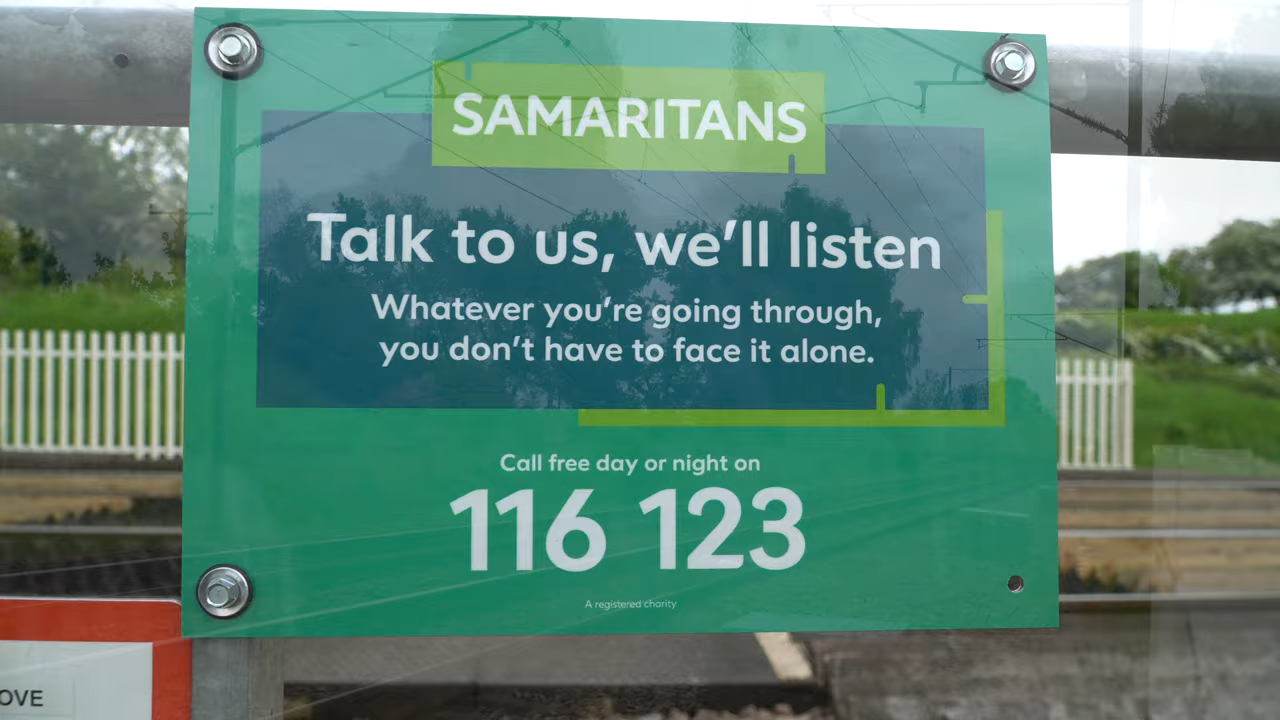 SAMARITANS
Talk to us, we'll listen
Whatever you're going through,
you don't have to face it alone.
Call free day or night on
116 123
A registered charity
OVE